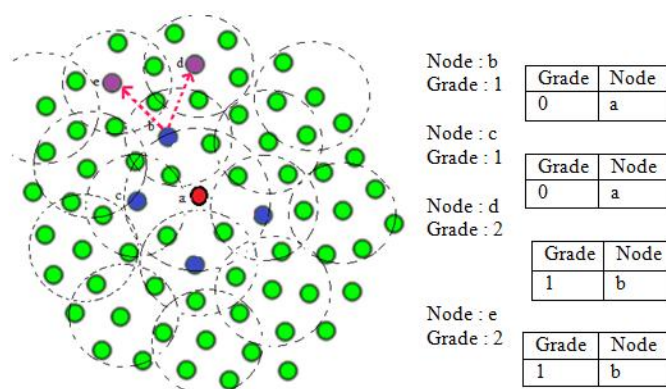 d
e
b
c
a
Node : b
Grade : 1
Grade Node
0 a
Node : c
Grade : 1
Grade Node
0 a
Node : d
Grade : 2
Grade Node
1 b
Node : e
Grade : 2
Grade Node
1 b